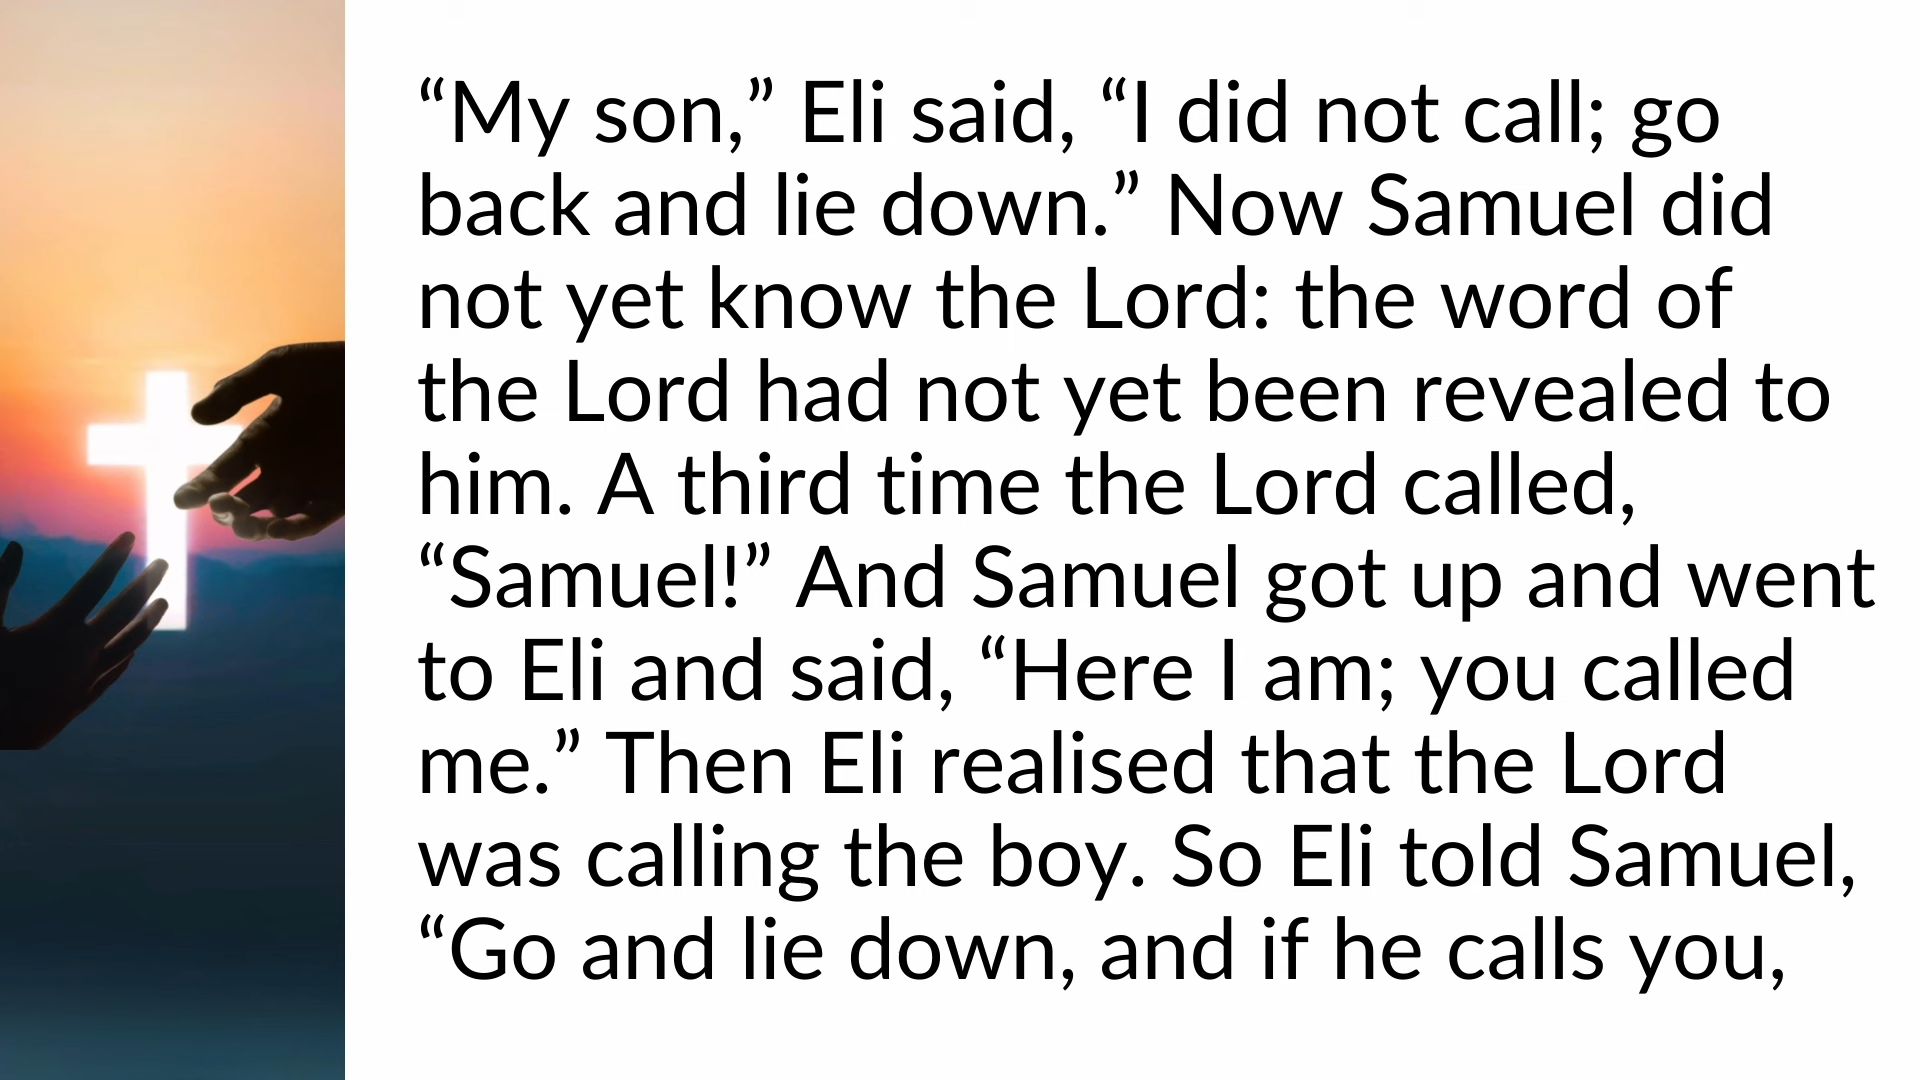 “My son,” Eli said, “I did not call; go
back and lie down.” Now Samuel did
not yet know the Lord: the word of
the Lord had not yet been revealed to
him. A third time the Lord called,
“Samuel!” And Samuel got up and went
to Eli and said, “Here I am; you called
me.” Then Eli realised that the Lord
was calling the boy. So Eli told Samuel,
“Go and lie down, and if he calls you,